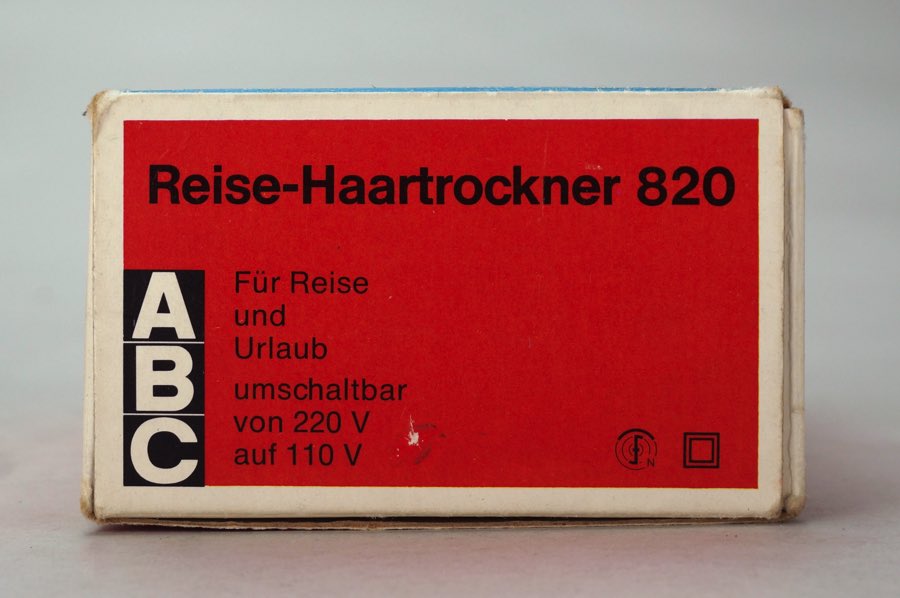 Reise-Haartrockner 820
A
B
C
Für Reise
und
Urlaub
umschaltbar
von 220 V
auf 110 V
N